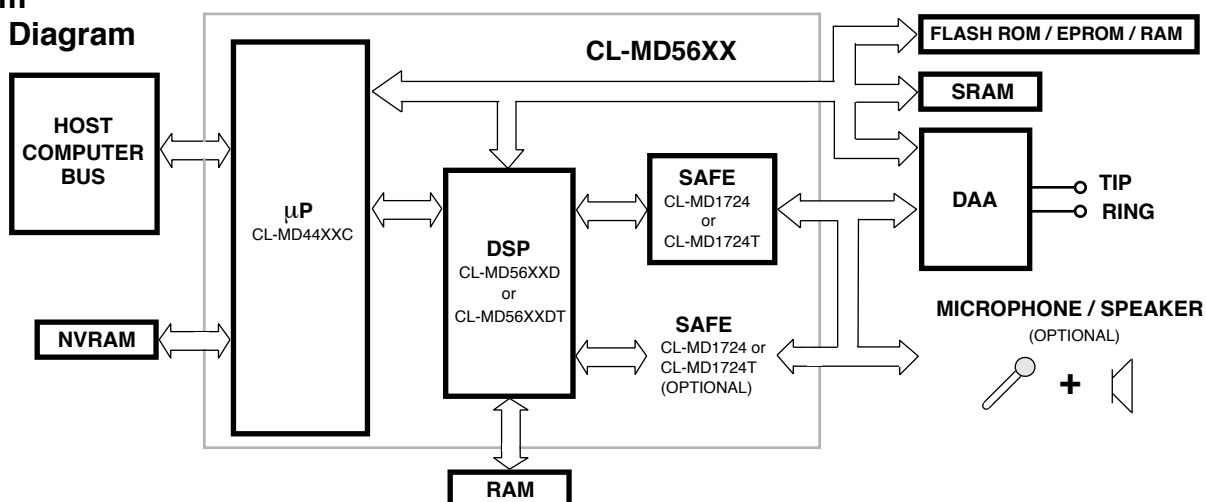 Diagram
CL-MD56XX
FLASH ROM / EPROM / RAM
SRAM
HOST
COMPUTER
BUS
µP
CL-MD44XXC
NVRAM
DSP
CL-MD56XXD
or
CL-MD56XXDT
SAFE
CL-MD1724
or
CL-MD1724T
SAFE
CL-MD1724 or
CL-MD1724T
(OPTIONAL)
DAA
TIP
RING
MICROPHONE / SPEAKER
(OPTIONAL)
+
RAM